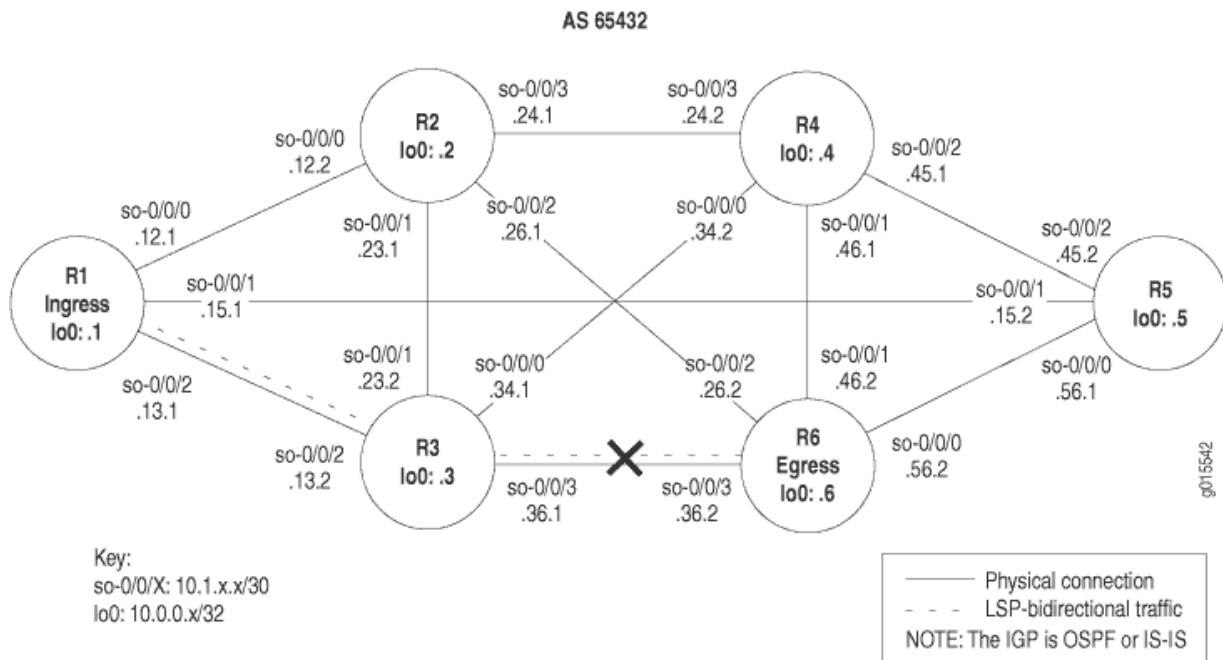 AS 65432
so-0/0/3
.24.1
so-0/0/3
.24.2
R2
lo0: .2
R4
lo0: .4
so-0/0/0
.12.2
so-0/0/2
.45.1
so-0/0/0
.12.1
so-0/0/1
.23.1
so-0/0/2
.26.1
so-0/0/0
.34.2
so-0/0/1
.46.1
so-0/0/2
.45.2
R1
Ingress
lo0: .1
so-0/0/1
.15.1
so-0/0/1
.15.2
R5
lo0: .5
so-0/0/2
.13.1
so-0/0/1
.23.2
so-0/0/0
.34.1
so-0/0/2
.26.2
so-0/0/1
.46.2
so-0/0/0
.56.1
so-0/0/2
.13.2
R3
lo0: .3
R6
Egress
lo0: .6
so-0/0/0
.56.2
so-0/0/3
.36.1
so-0/0/3
.36.2
g015542
Key:
so-0/0/X: 10.1.x.x/30
lo0: 10.0.0.x/32
Physical connection
LSP-bidirectional traffic
NOTE: The IGP is OSPF or IS-IS